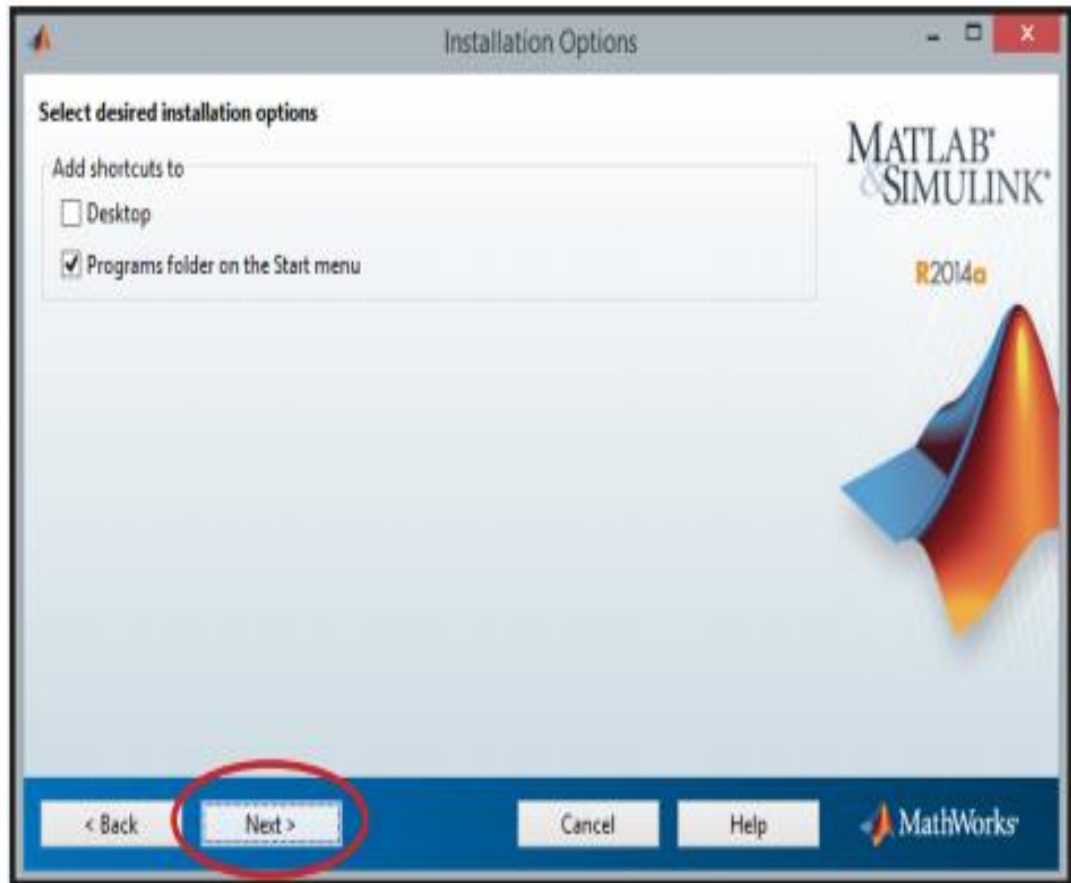 Installation Options
Select desired installation options
Add shortcuts to
Desktop
Programs folder on the Start menu
MATLAB®
&SIMULINK®
R2014a
< Back
Next >
Cancel
Help
MathWorks®